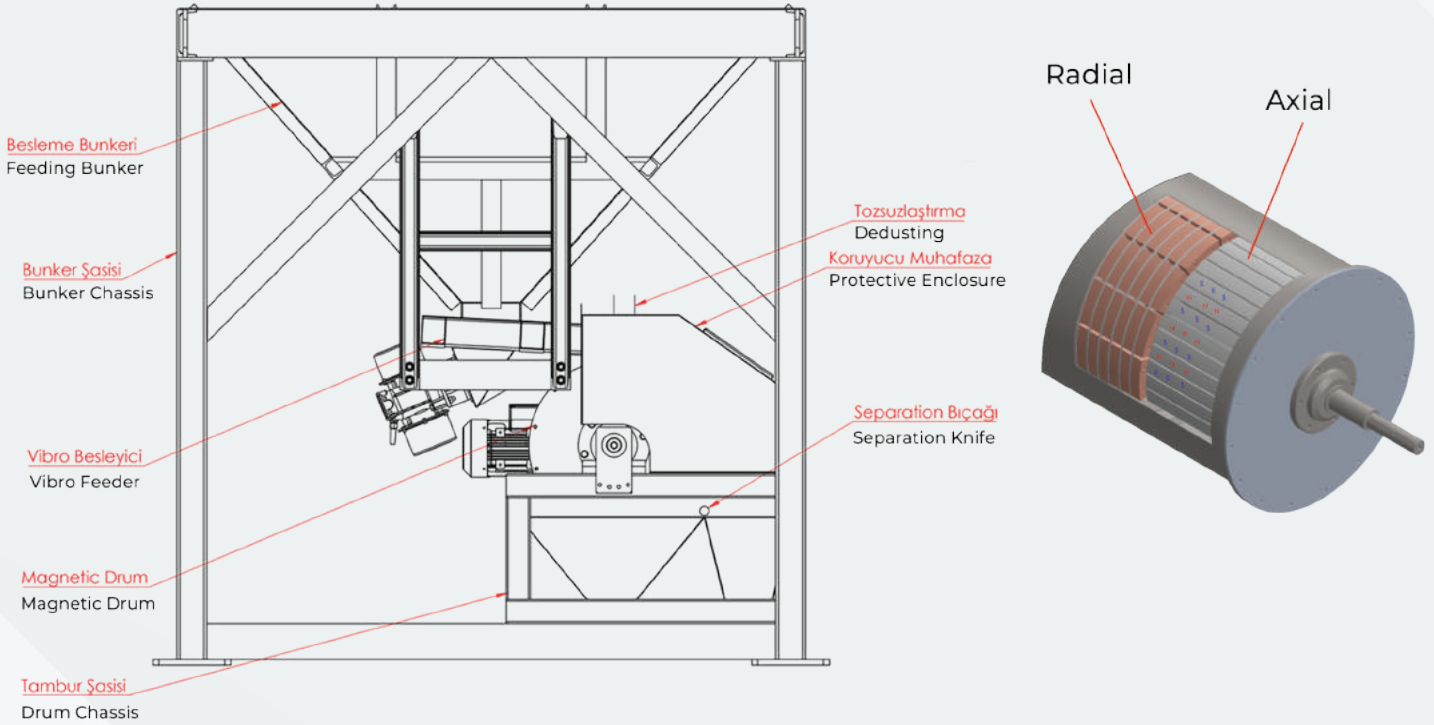 Besleme Bunkeri
Feeding Bunker
Bunker Şasisi
Bunker Chassis
Vibro Besleyici
Vibro Feeder
Magnetic Drum
Magnetic Drum
Tambur Şasisi
Drum Chassis
Tozsuzlaştırma
Dedusting
Koruyucu Muhafaza
Protective Enclosure
Separation Bıçağı
Separation Knife
Radial
Axial